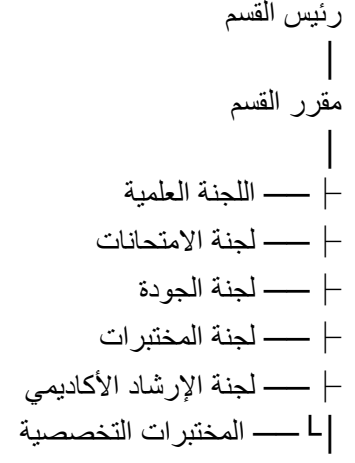 رئيس القسم
│
مقرر القسم
│
├── اللجنة العلمية
├── لجنة الامتحانات
├── لجنة الجودة
├── لجنة المختبرات
├── لجنة الإرشاد الأكاديمي
└── المختبرات التخصصية